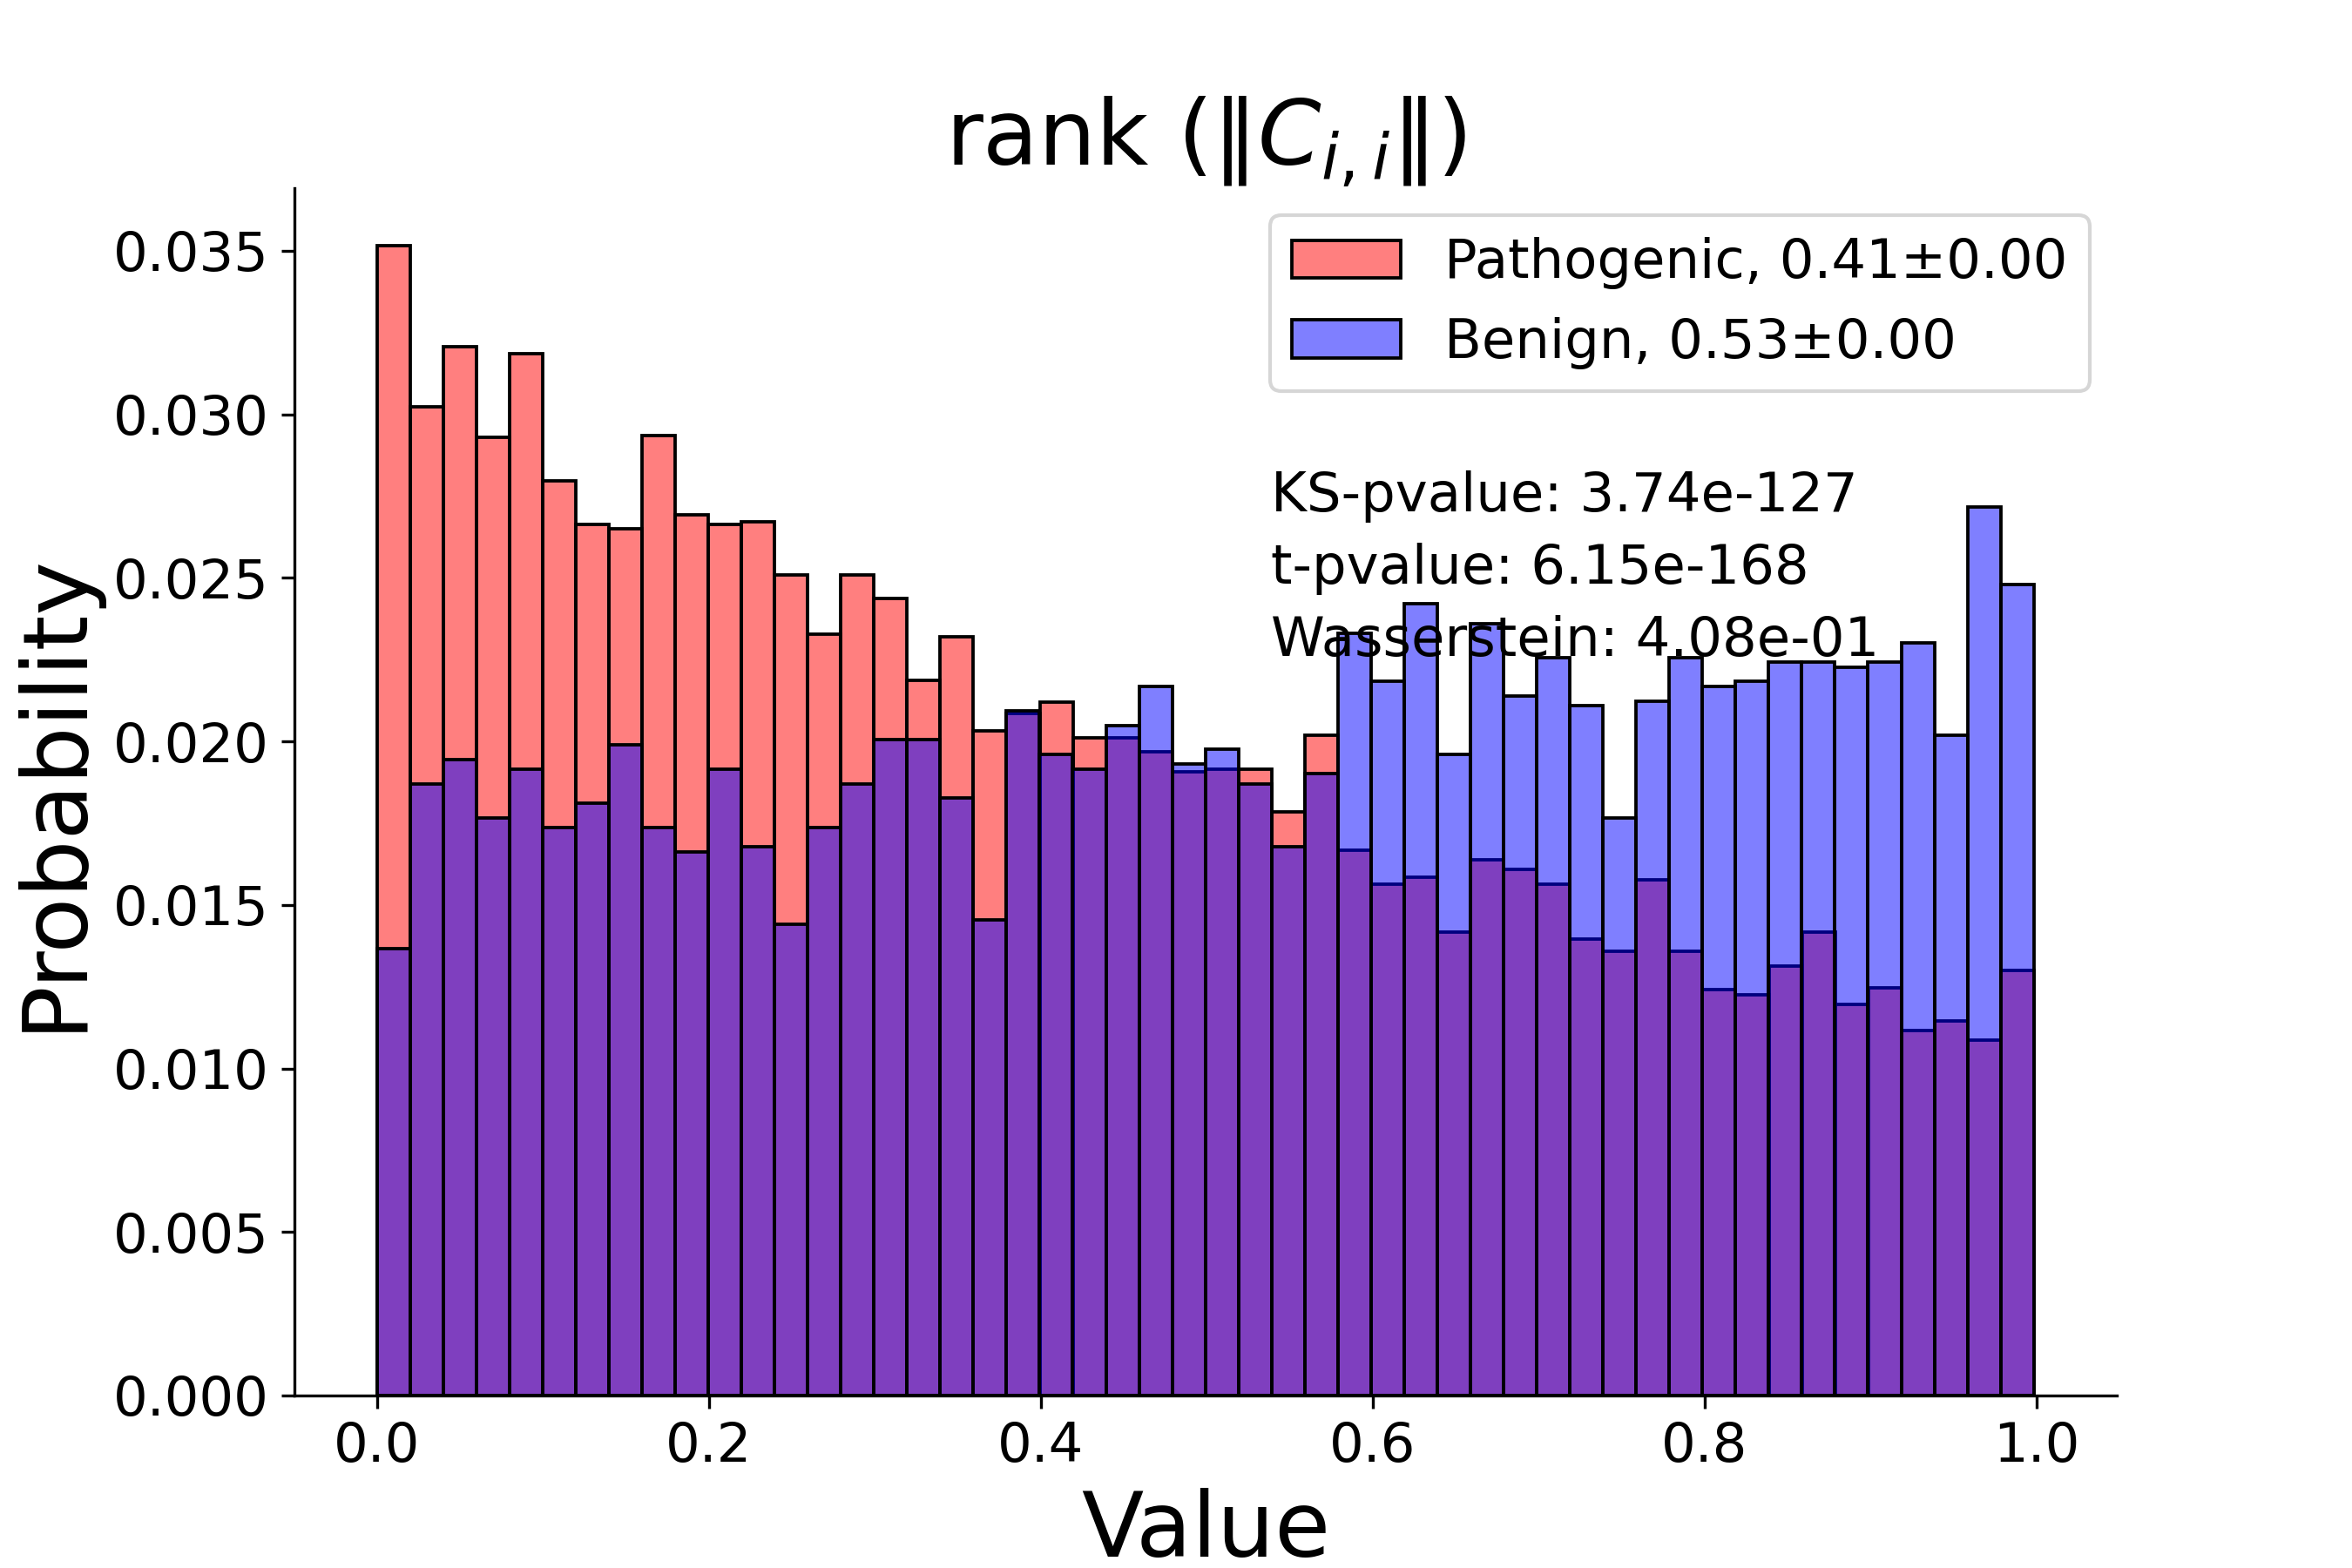 rank (‖C_{i, i}‖)
Pathogenic, 0.41±0.00
Benign, 0.53±0.00
KS-pvalue: 3.74e-127
t-pvalue: 6.15e-168
Wasserstein: 4.08e-01
Probability
0.035
0.030
0.025
0.020
0.015
0.010
0.005
0.000
0.0 0.2 0.4 0.6 0.8 1.0
Value